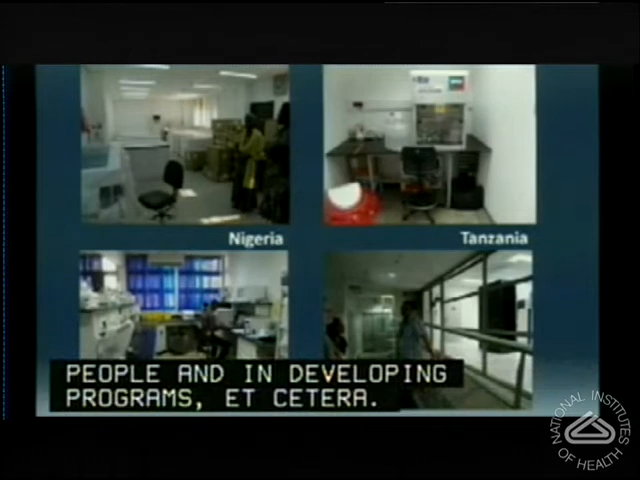 Nigeria
Tanzania
PEOPLE AND IN DEVELOPING
PROGRAMS, ET CETERA.
NATIONAL INSTITUTES
OF HEALTH